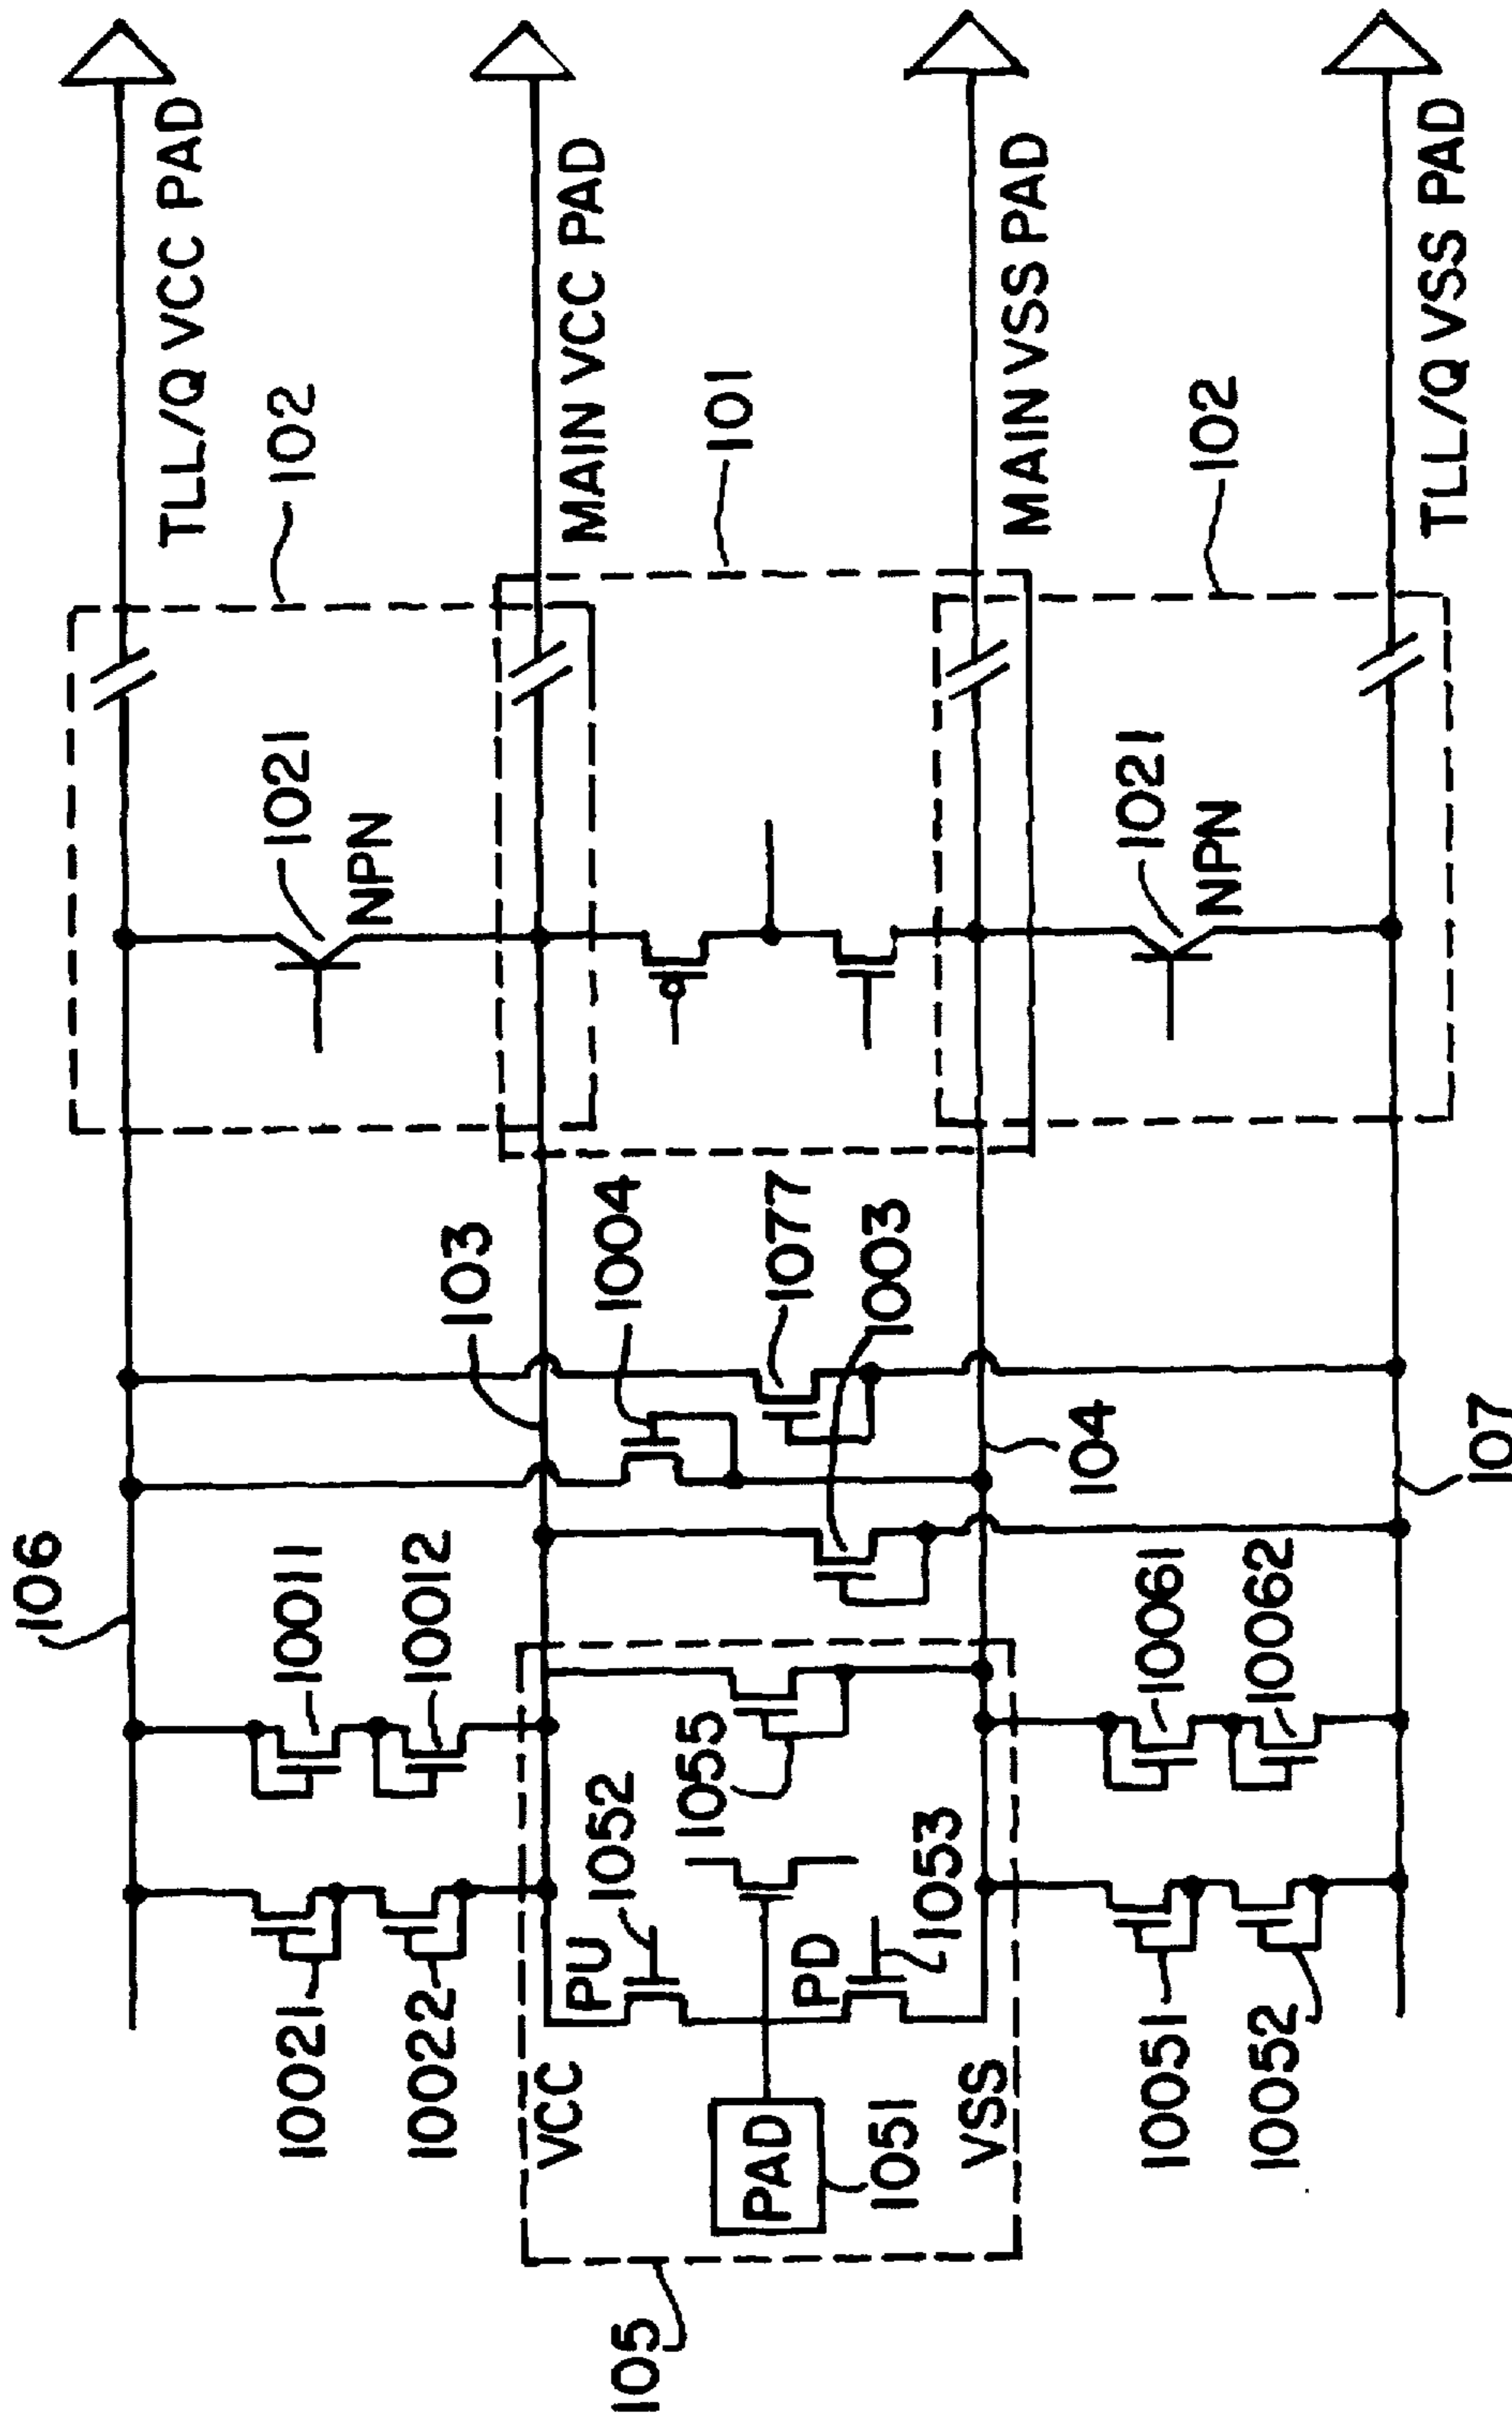 106
TLL/Q VCC PAD
102
1021
NPN
10011
10012
10021
10022
103
1004
MAIN VCC PAD
101
1077
1003
105
VCC
PU
1052
1055
PAD
1051
PD
1053
VSS
104
MAIN VSS PAD
102
1021
NPN
10061
10062
10051
10052
107
TLL/Q VSS PAD